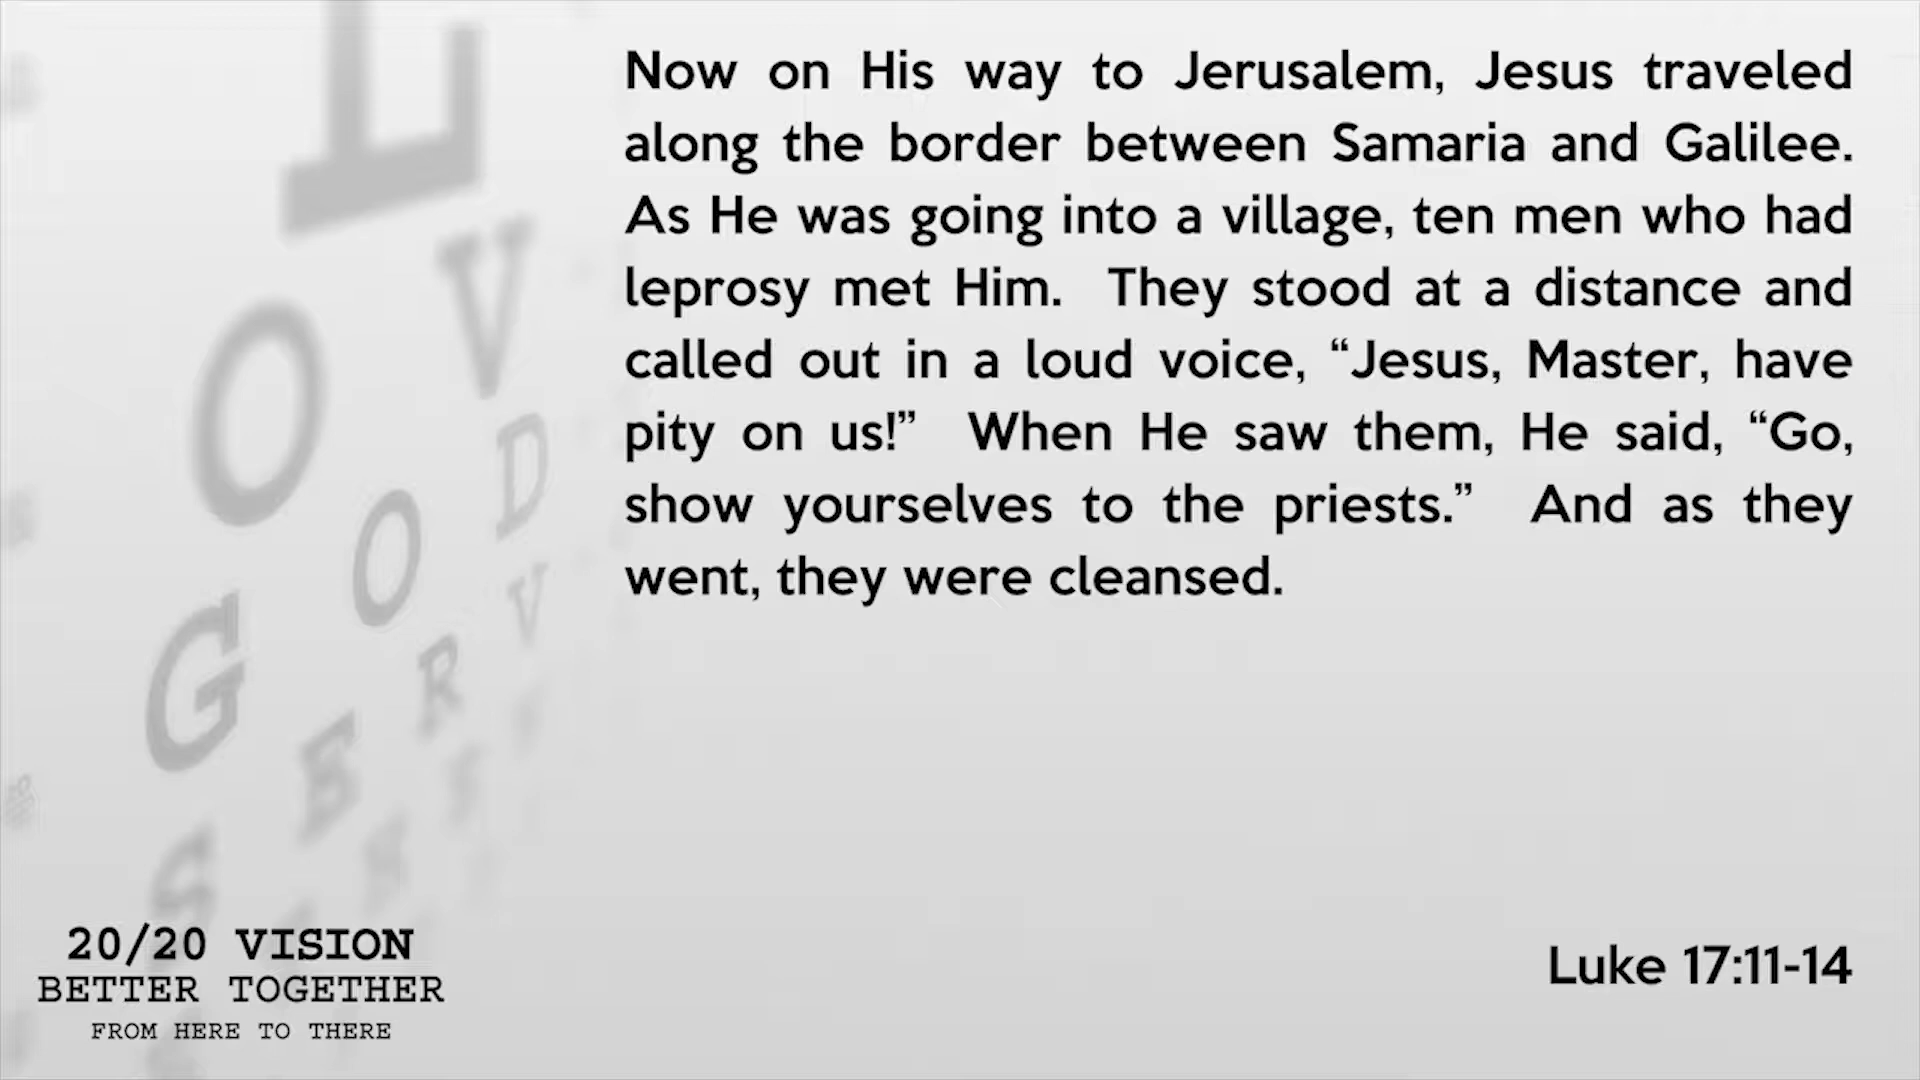 Now on His way to Jerusalem, Jesus traveled
along the border between Samaria and Galilee.
As He was going into a village, ten men who had
leprosy met Him.  They stood at a distance and
called out in a loud voice, “Jesus, Master, have
pity on us!”  When He saw them, He said, “Go,
show yourselves to the priests.”  And as they
went, they were cleansed.
Luke 17:11-14
L
O V
G O D
S E R V
20/20 VISION
BETTER TOGETHER
FROM HERE TO THERE